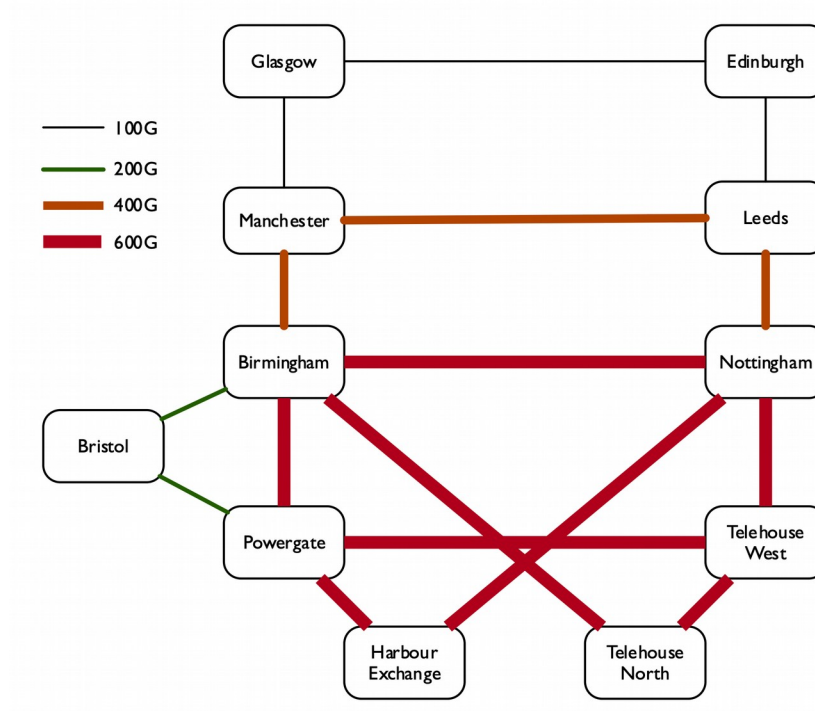 Glasgow
Edinburgh
100G
200G
400G
600G
Manchester
Leeds
Birmingham
Nottingham
Bristol
Powergate
Telehouse
West
Harbour
Exchange
Telehouse
North